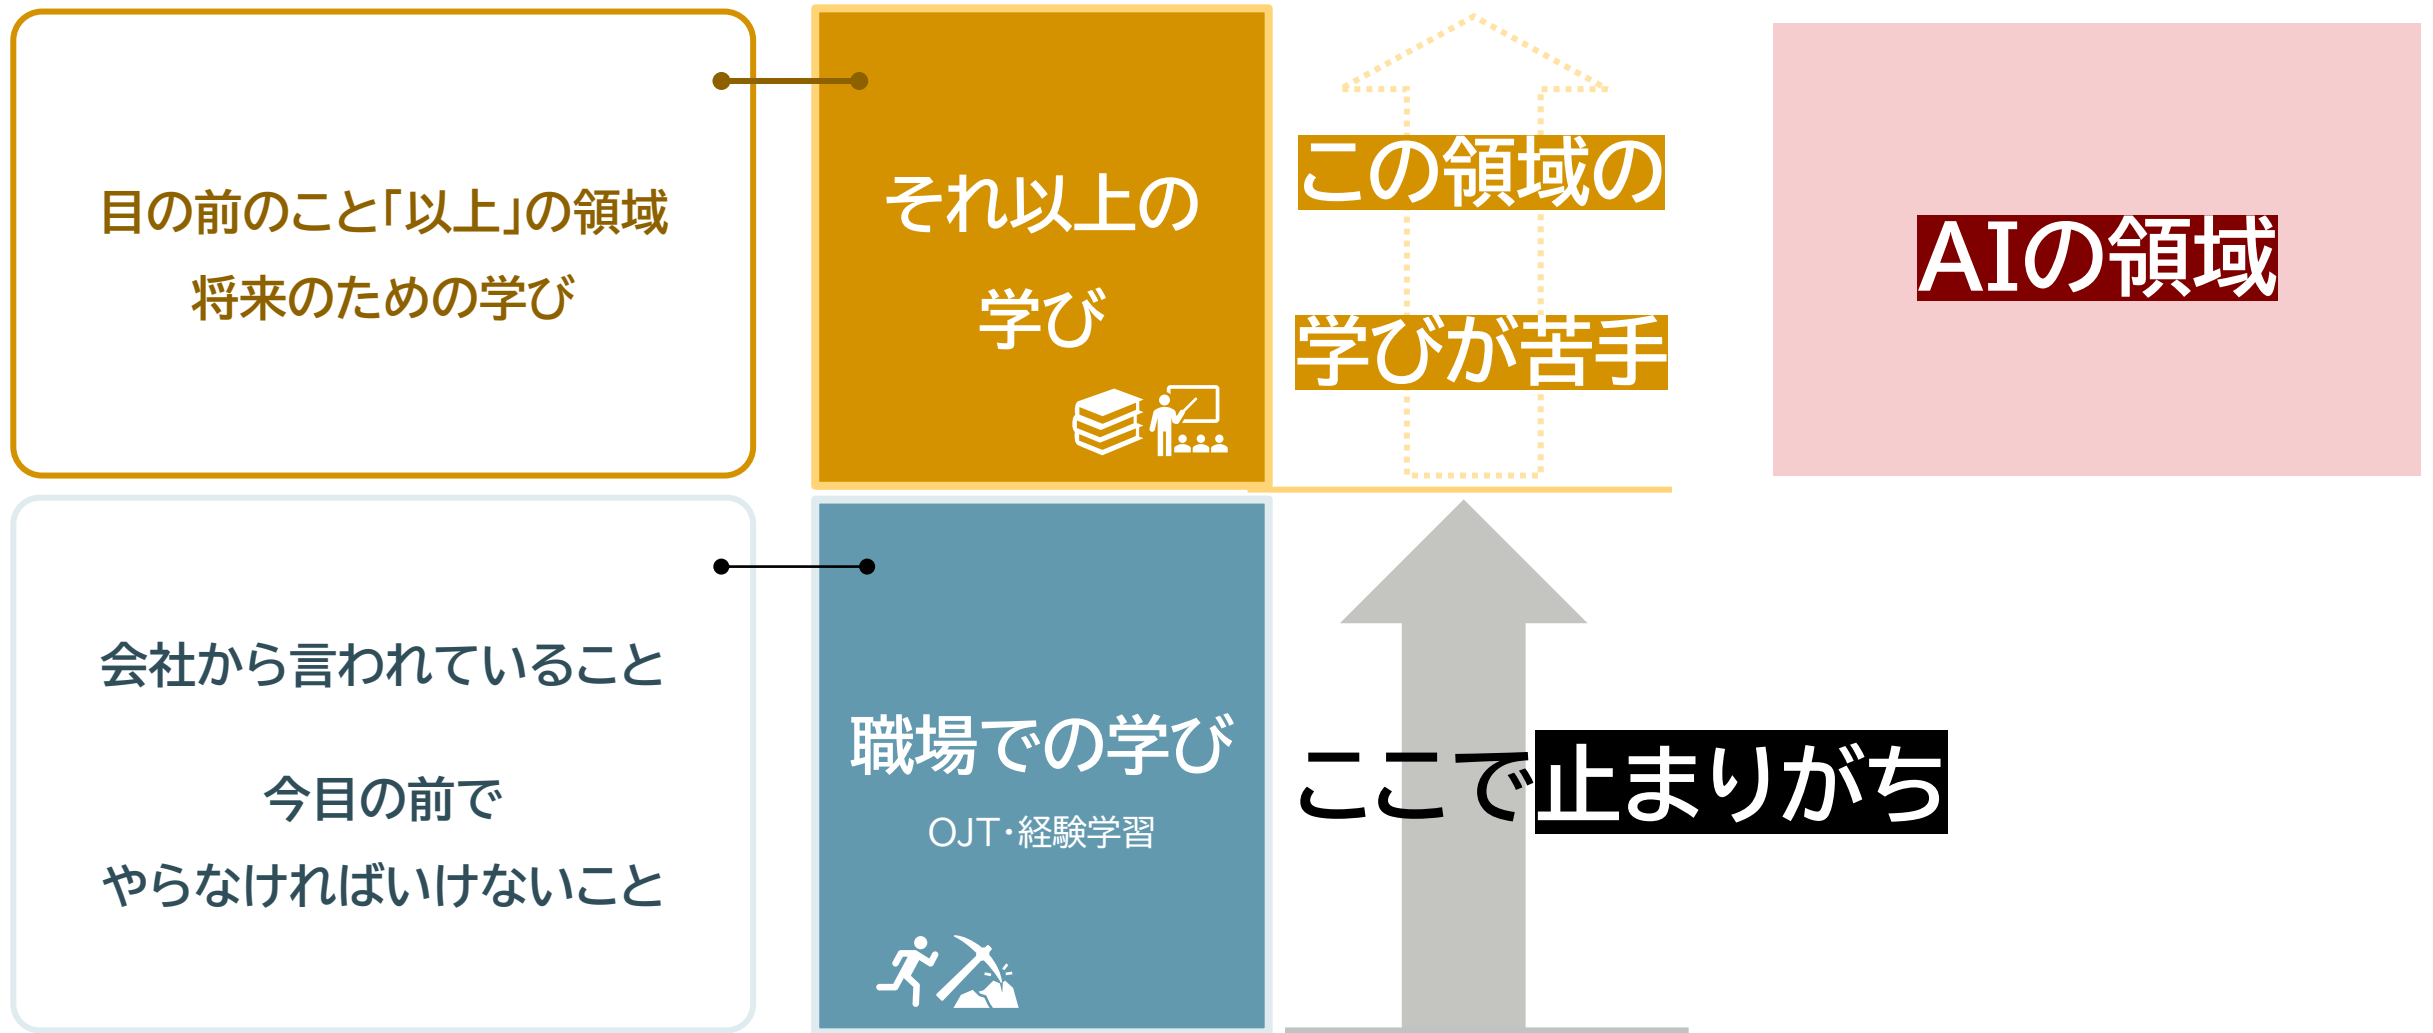 目の前のこと「以上」の領域
将来のための学び
それ以上の
学び
この領域の
学びが苦手
AIの領域
会社から言われていること
今目の前で
やらなければいけないこと
職場での学び
OJT・経験学習
ここで止まりがち